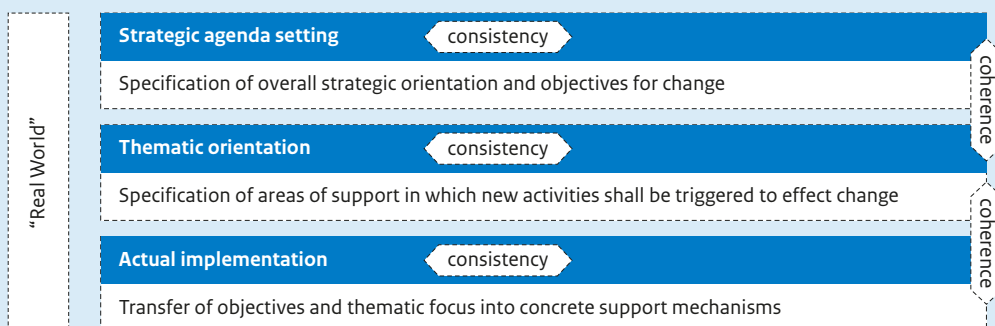 “Real World”
Strategic agenda setting
consistency
Specification of overall strategic orientation and objectives for change
coherence
Thematic orientation
consistency
Specification of areas of support in which new activities shall be triggered to effect change
coherence
Actual implementation
consistency
Transfer of objectives and thematic focus into concrete support mechanisms